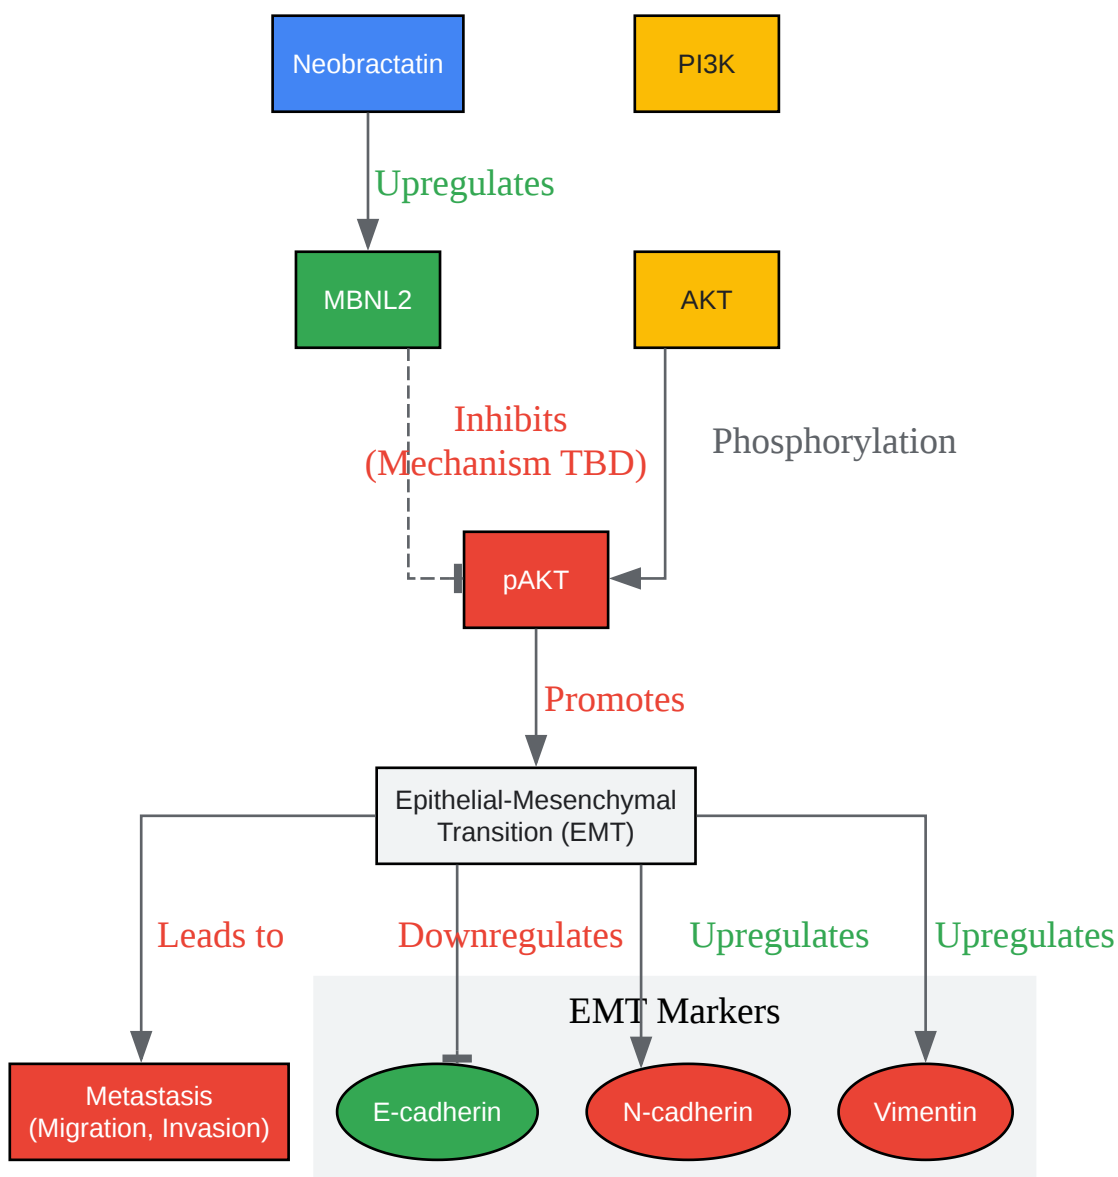 Neobractatin
PI3K
Upregulates
MBNL2
AKT
Inhibits
(Mechanism TBD)
Phosphorylation
pAKT
Promotes
Epithelial-Mesenchymal
Transition (EMT)
Leads to
Downregulates
Upregulates
Upregulates
EMT Markers
Metastasis
(Migration, Invasion)
E-cadherin
N-cadherin
Vimentin